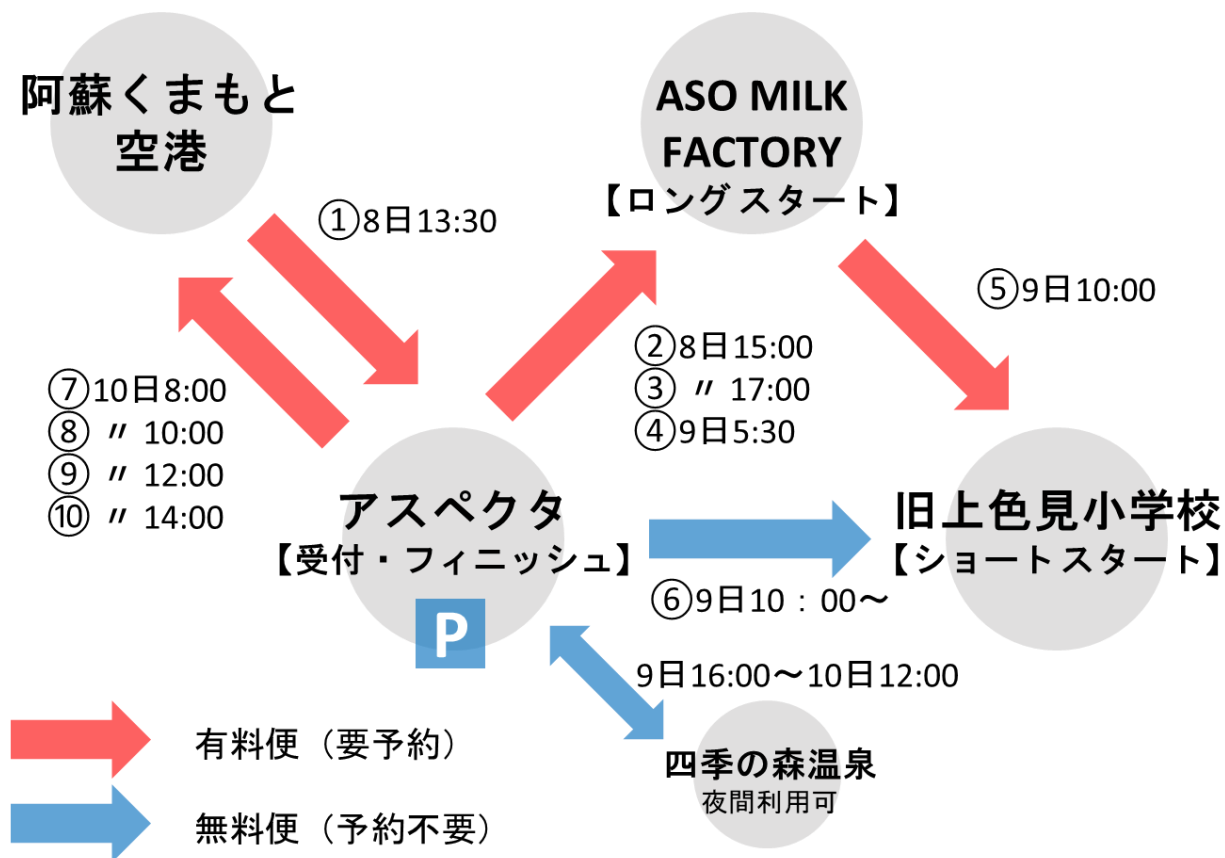 阿蘇くまもと
空港
ASO MILK
FACTORY
【ロングスタート】
①8日13:30
⑤9日10:00
②8日15:00
③ 〃 17:00
④9日5:30
⑦10日8:00
⑧ 〃 10:00
⑨ 〃 12:00
⑩ 〃 14:00
アスペクタ
【受付・フィニッシュ】
P
旧上色見小学校
【ショートスタート】
⑥9日10：00～
9日16:00～10日12:00
四季の森温泉
夜間利用可
有料便（要予約）
無料便（予約不要）